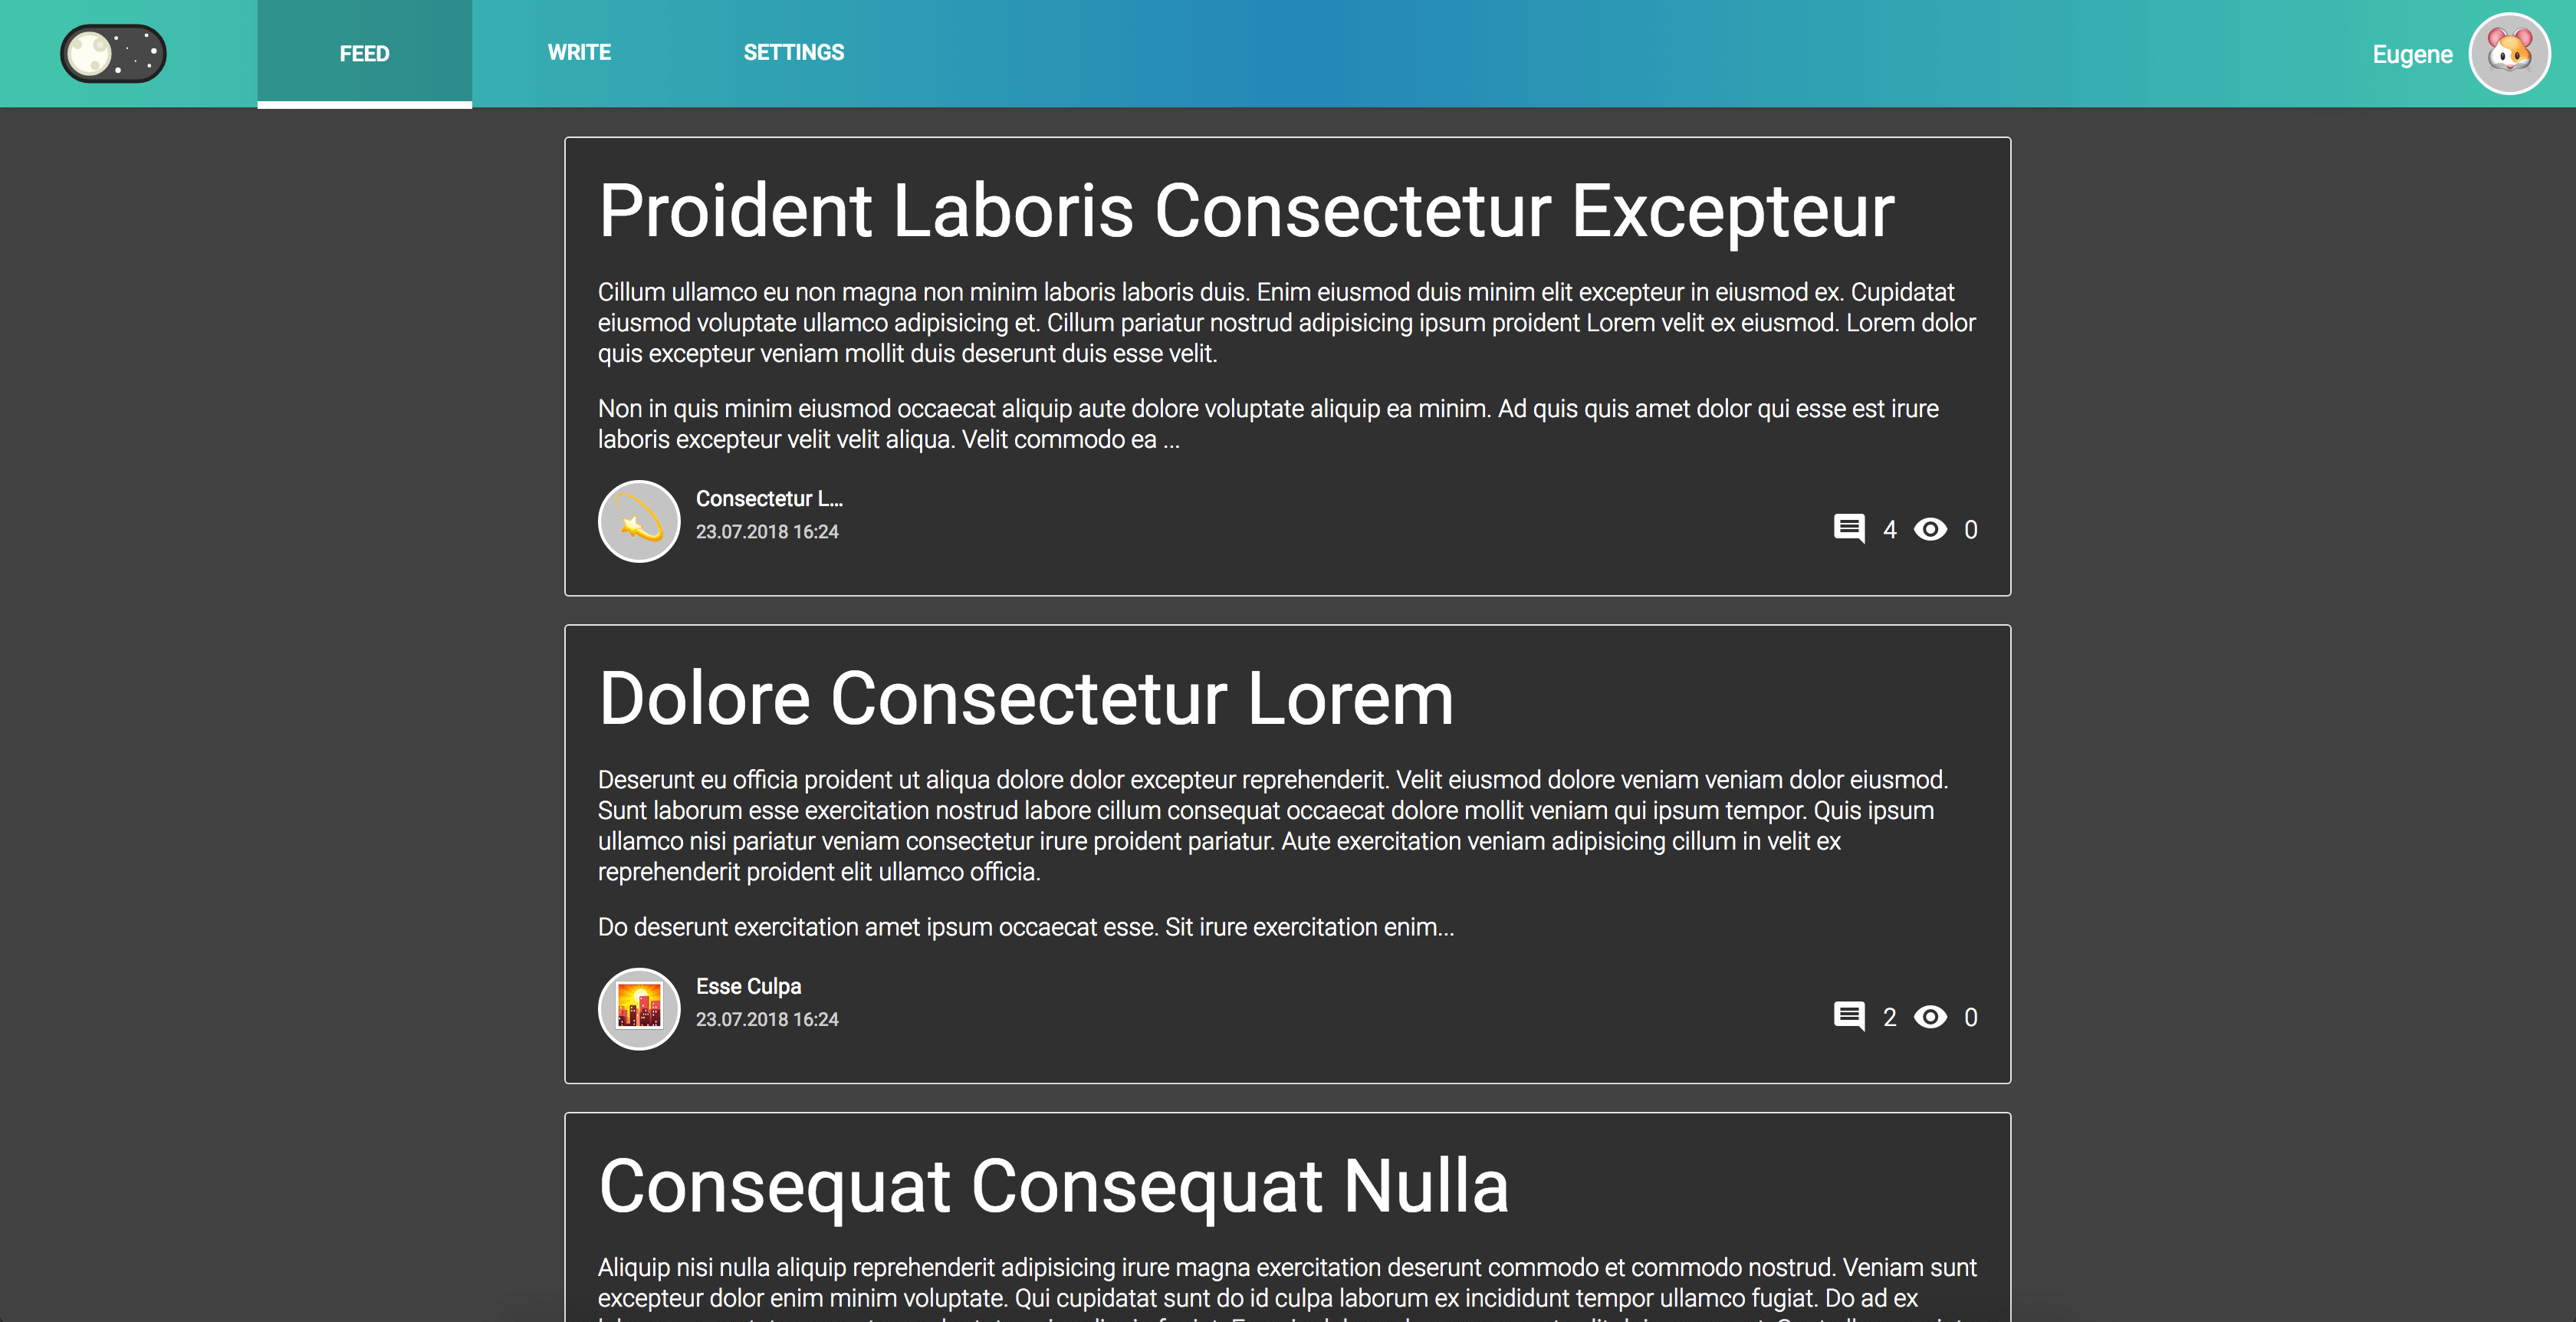 FEED
WRITE
SETTINGS
Eugene
Proident Laboris Consectetur Excepteur
Cillum ullamco eu non magna non minim laboris laboris duis. Enim eiusmod duis minim elit excepteur in eiusmod ex. Cupidatat
eiusmod voluptate ullamco adipisicing et. Cillum pariatur nostrud adipisicing ipsum proident Lorem velit ex eiusmod. Lorem dolor
quis excepteur veniam mollit duis deserunt duis esse velit.
Non in quis minim eiusmod occaecat aliquip aute dolore voluptate aliquip ea minim. Ad quis quis amet dolor qui esse est irure
laboris excepteur velit velit aliqua. Velit commodo ea ...
Consectetur L...
23.07.2018 16:24
4
0
Dolore Consectetur Lorem
Deserunt eu officia proident ut aliqua dolore dolor excepteur reprehenderit. Velit eiusmod dolore veniam veniam dolor eiusmod.
Sunt laborum esse exercitation nostrud labore cillum consequat occaecat dolore mollit veniam qui ipsum tempor. Quis ipsum
ullamco nisi pariatur veniam consectetur irure proident pariatur. Aute exercitation veniam adipisicing cillum in velit ex
reprehenderit proident elit ullamco officia.
Do deserunt exercitation amet ipsum occaecat esse. Sit irure exercitation enim...
Esse Culpa
23.07.2018 16:24
2
0
Consequat Consequat Nulla
Aliquip nisi nulla aliquip reprehenderit adipisicing irure magna exercitation deserunt commodo et commodo nostrud. Veniam sunt
excepteur dolor enim minim voluptate. Qui cupidatat sunt do id culpa laborum ex incididunt tempor ullamco fugiat. Do ad ex